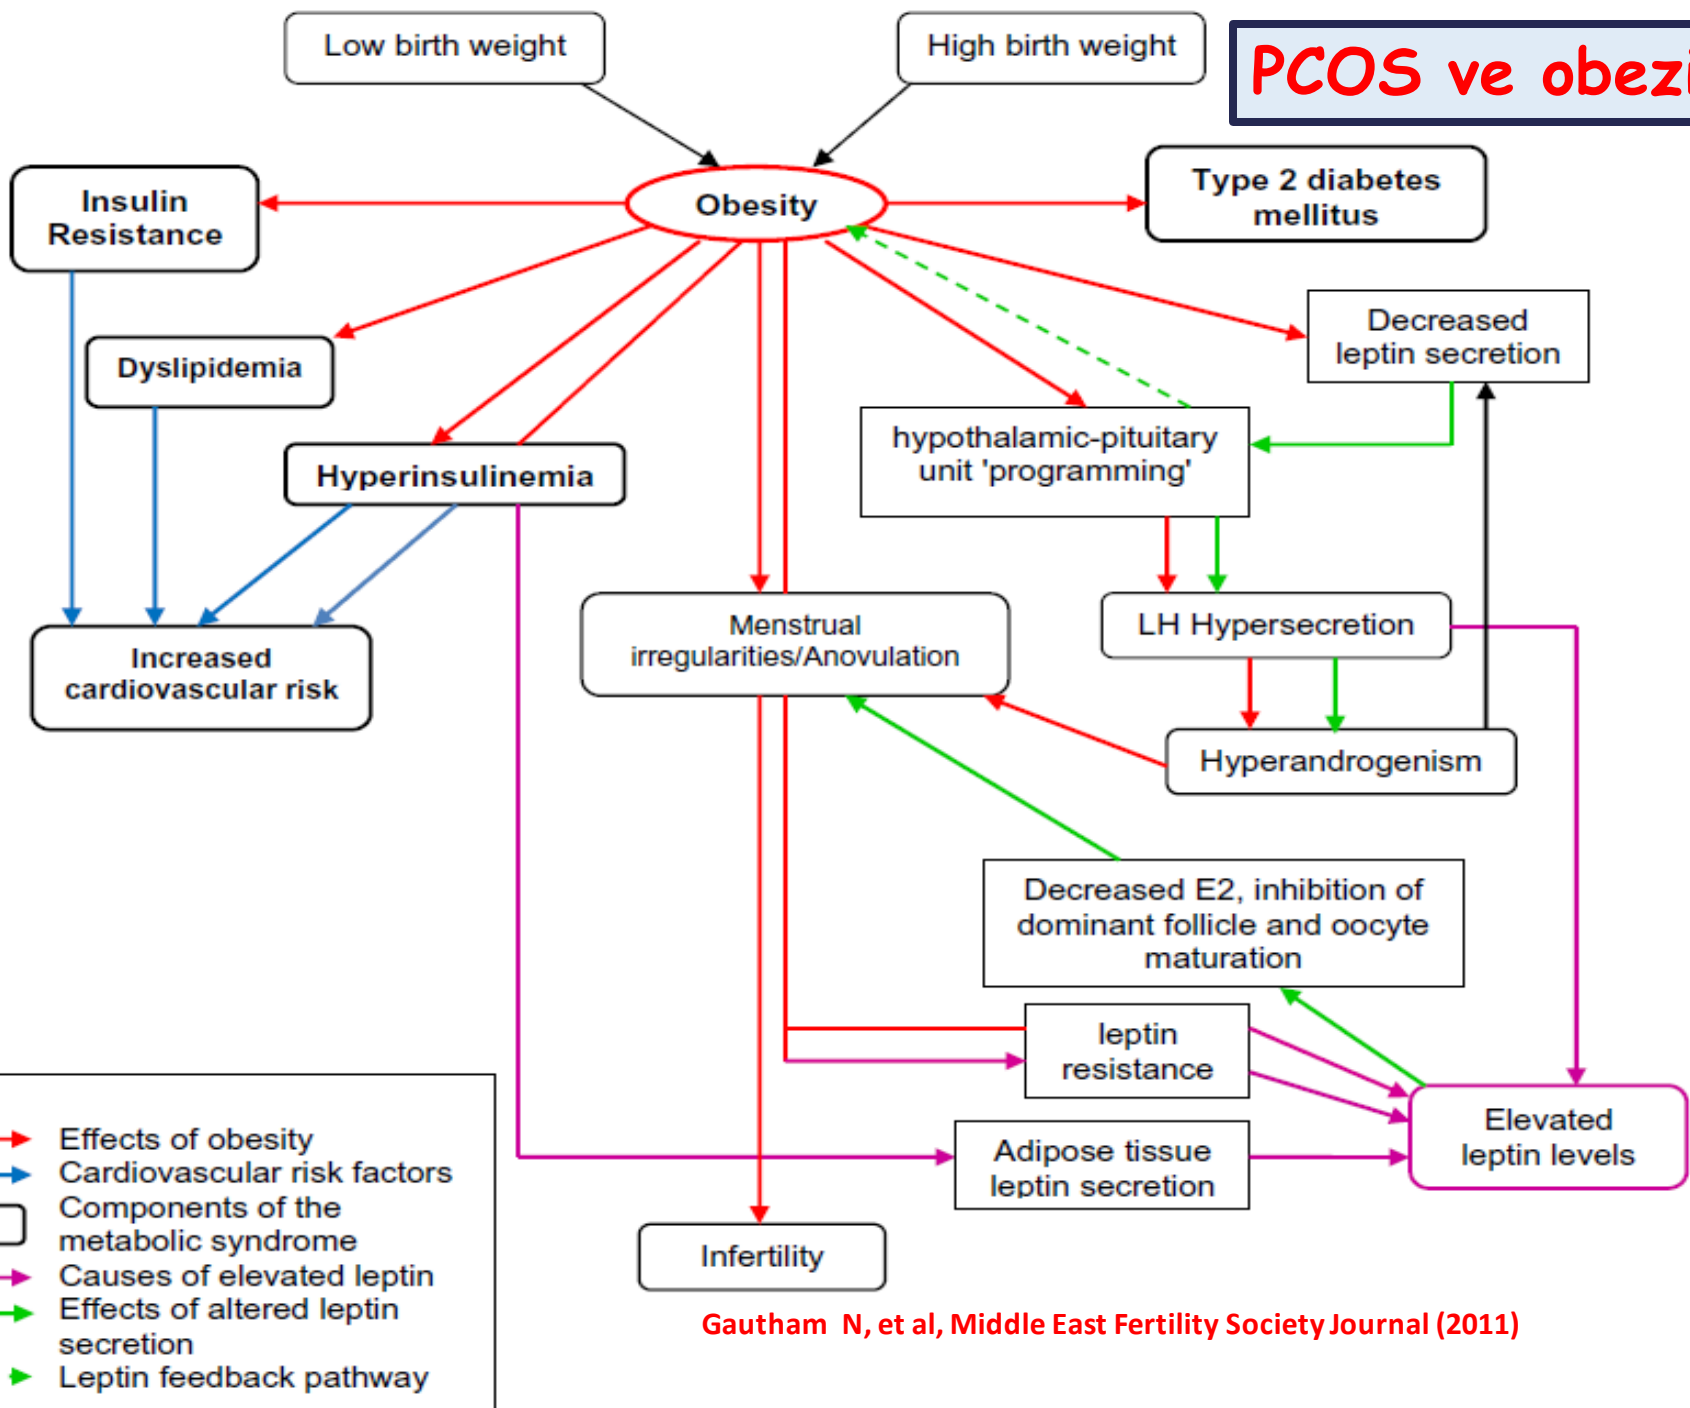 Low birth weight
High birth weight
PCOS ve obezi
Insulin
Resistance
Obesity
Type 2 diabetes
mellitus
Dyslipidemia
Decreased
leptin secretion
Hyperinsulinemia
hypothalamic-pituitary
unit 'programming'
Menstrual
irregularities/Anovulation
LH Hypersecretion
Increased
cardiovascular risk
Hyperandrogenism
Decreased E2, inhibition of
dominant follicle and oocyte
maturation
leptin
resistance
Elevated
leptin levels
Adipose tissue
leptin secretion
Infertility
Effects of obesity
Cardiovascular risk factors
Components of the
metabolic syndrome
Causes of elevated leptin
Effects of altered leptin
secretion
Leptin feedback pathway
Gautham N, et al, Middle East Fertility Society Journal (2011)